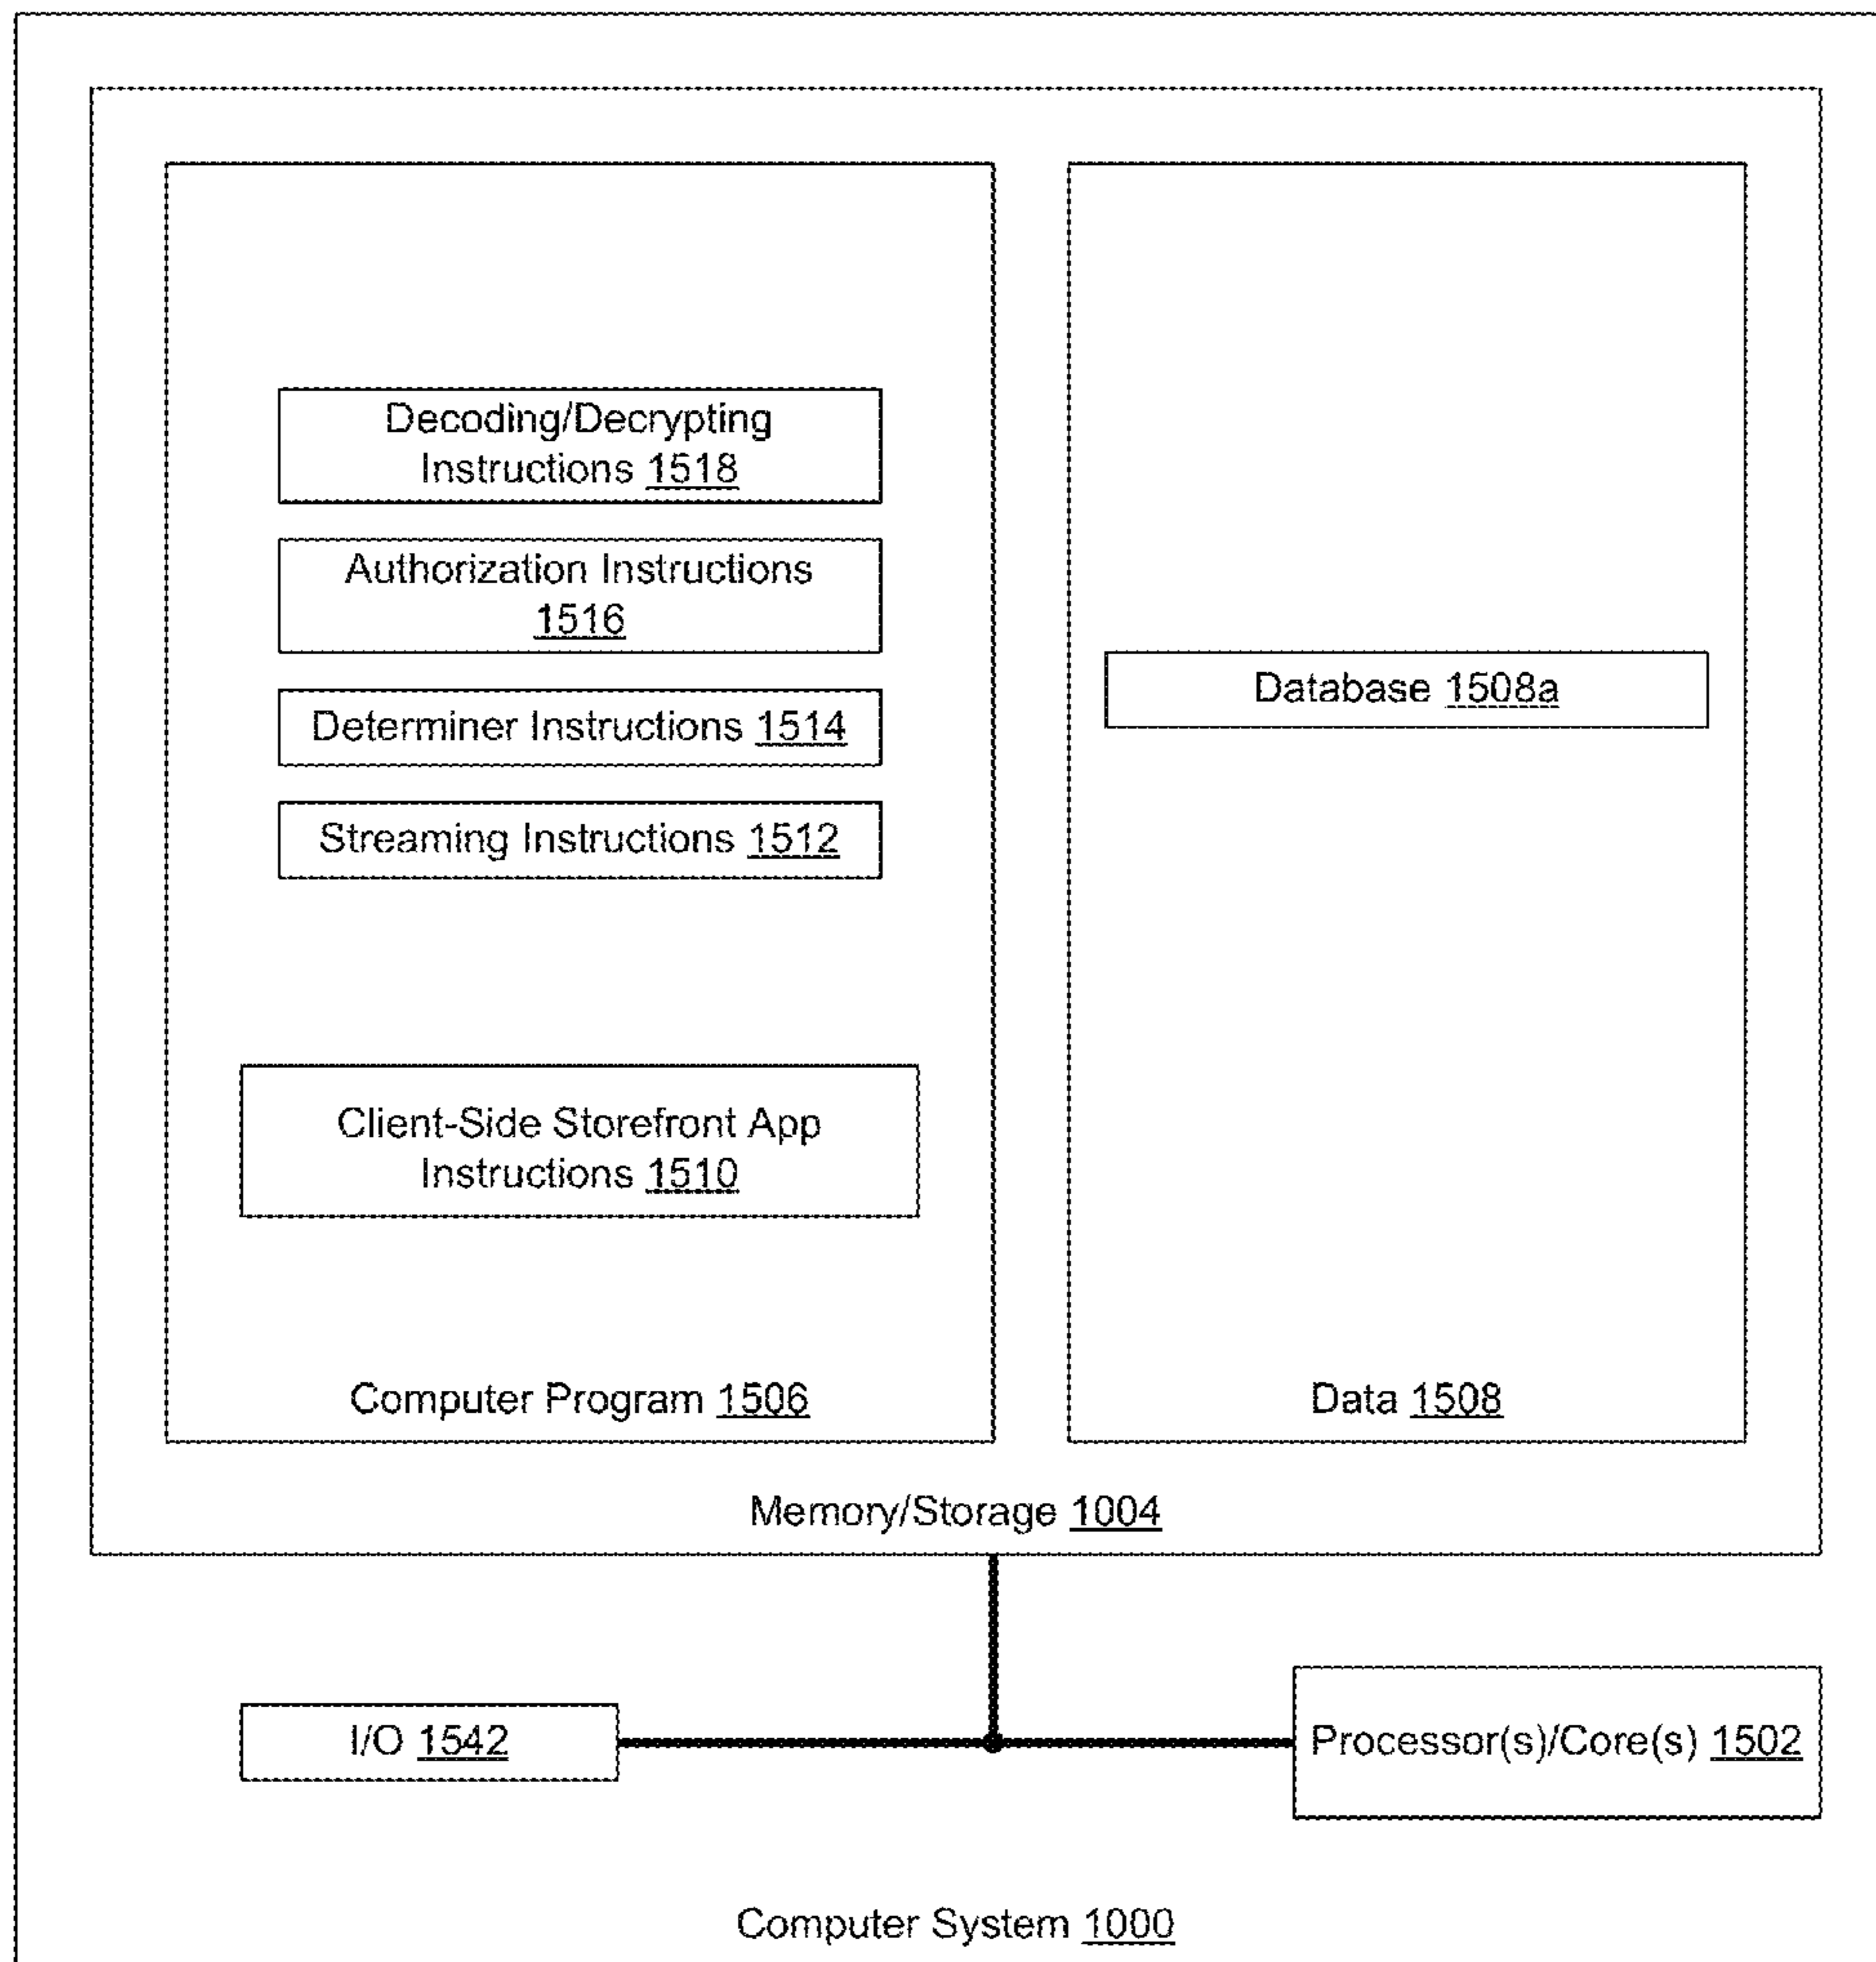 Decoding/Decrypting
Instructions 1518
Authorization Instructions
1516
Determiner Instructions 1514
Streaming Instructions 1512
Client-Side Storefront App
Instructions 1510
Computer Program 1506
Database 1508a
Data 1508
Memory/Storage 1004
I/O 1542
Processor(s)/Core(s) 1502
Computer System 1000